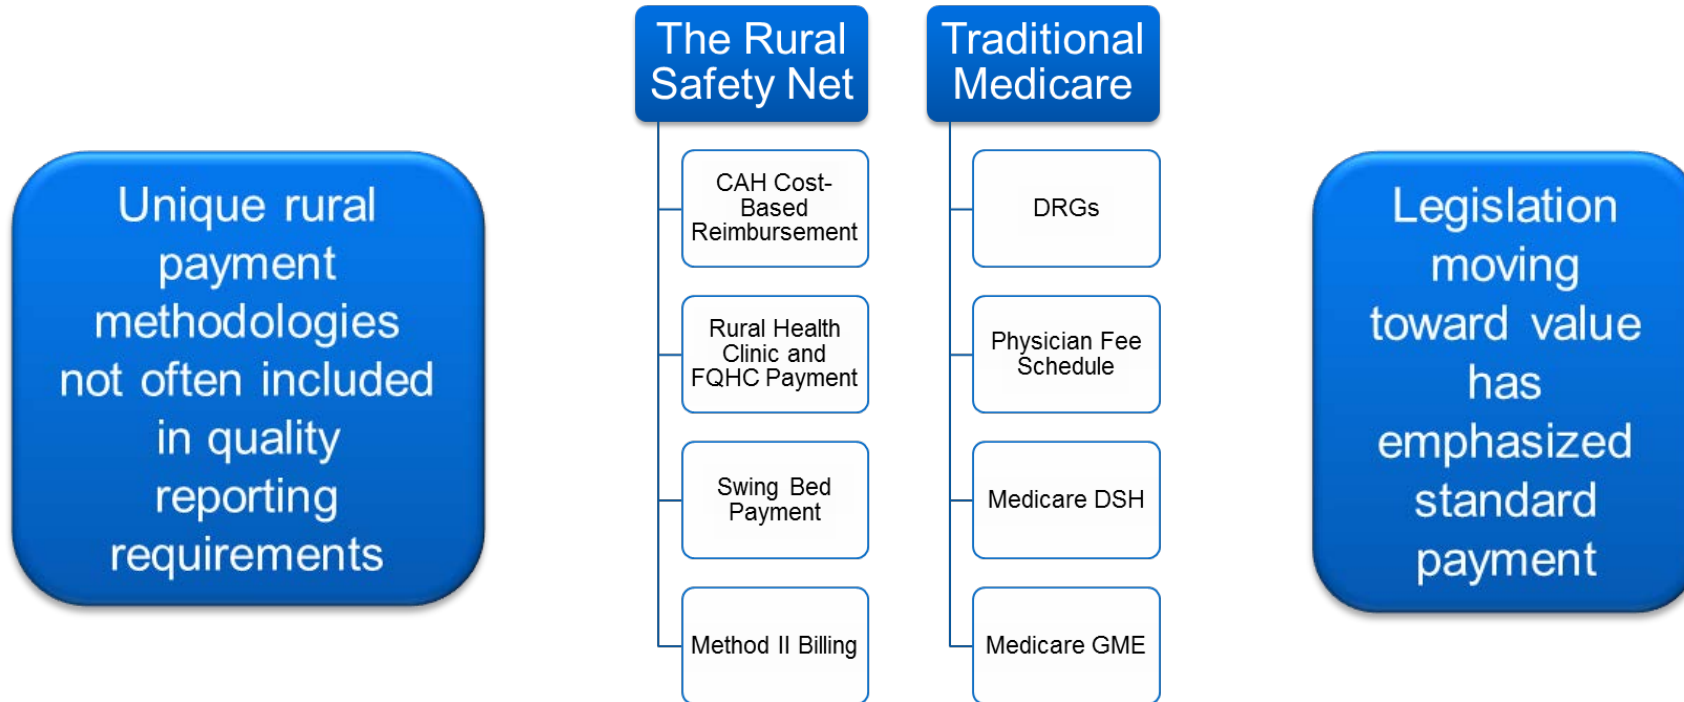 Unique rural
payment
methodologies
not often included
in quality
reporting
requirements
The Rural
Safety Net
CAH Cost-
Based
Reimbursement
Rural Health
Clinic and
FQHC Payment
Swing Bed
Payment
Method II Billing
Traditional
Medicare
DRGs
Physician Fee
Schedule
Medicare DSH
Medicare GME
Legislation
moving
toward value
has
emphasized
standard
payment